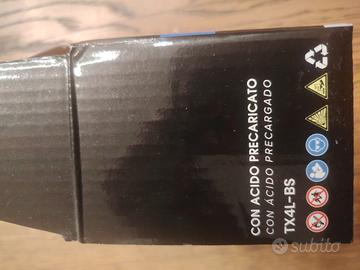 CON ACIDO PRECARICATO
CON ÁCIDO PRECARGADO
TX4L-BS
subito